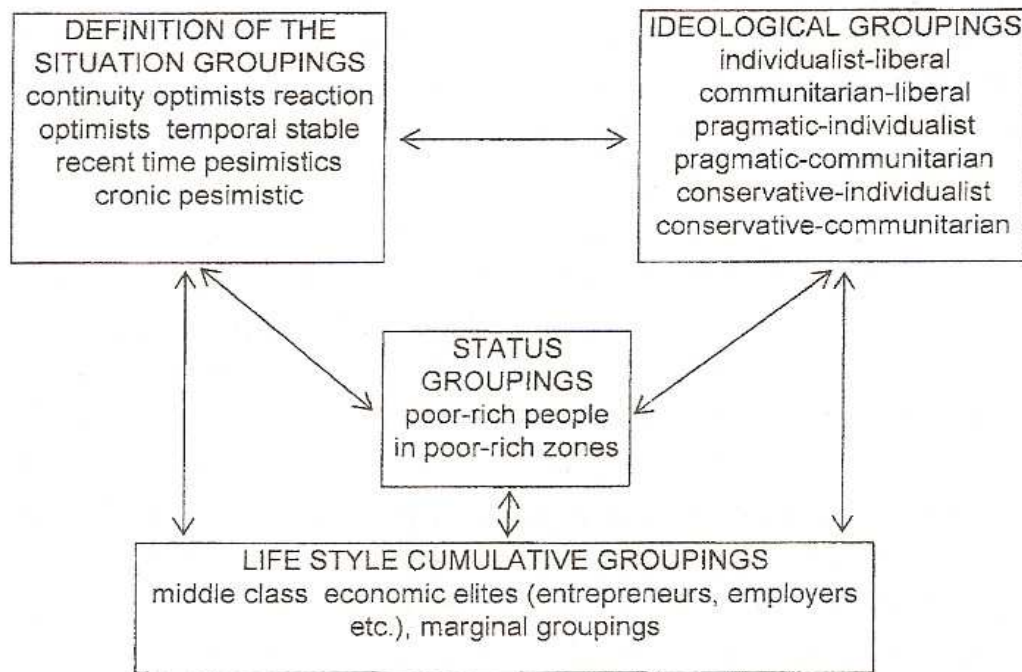 DEFINITION OF THE
SITUATION GROUPINGS
continuity optimists reaction
optimists temporal stable
recent time pesimistics
cronic pesimistic
IDEOLOGICAL GROUPINGS
individualist-liberal
communitarian-liberal
pragmatic-individualist
pragmatic-communitarian
conservative-individualist
conservative-communitarian
STATUS
GROUPINGS
poor-rich people
in poor-rich zones
LIFE STYLE CUMULATIVE GROUPINGS
middle class economic elites (entrepreneurs, employers
etc.), marginal groupings